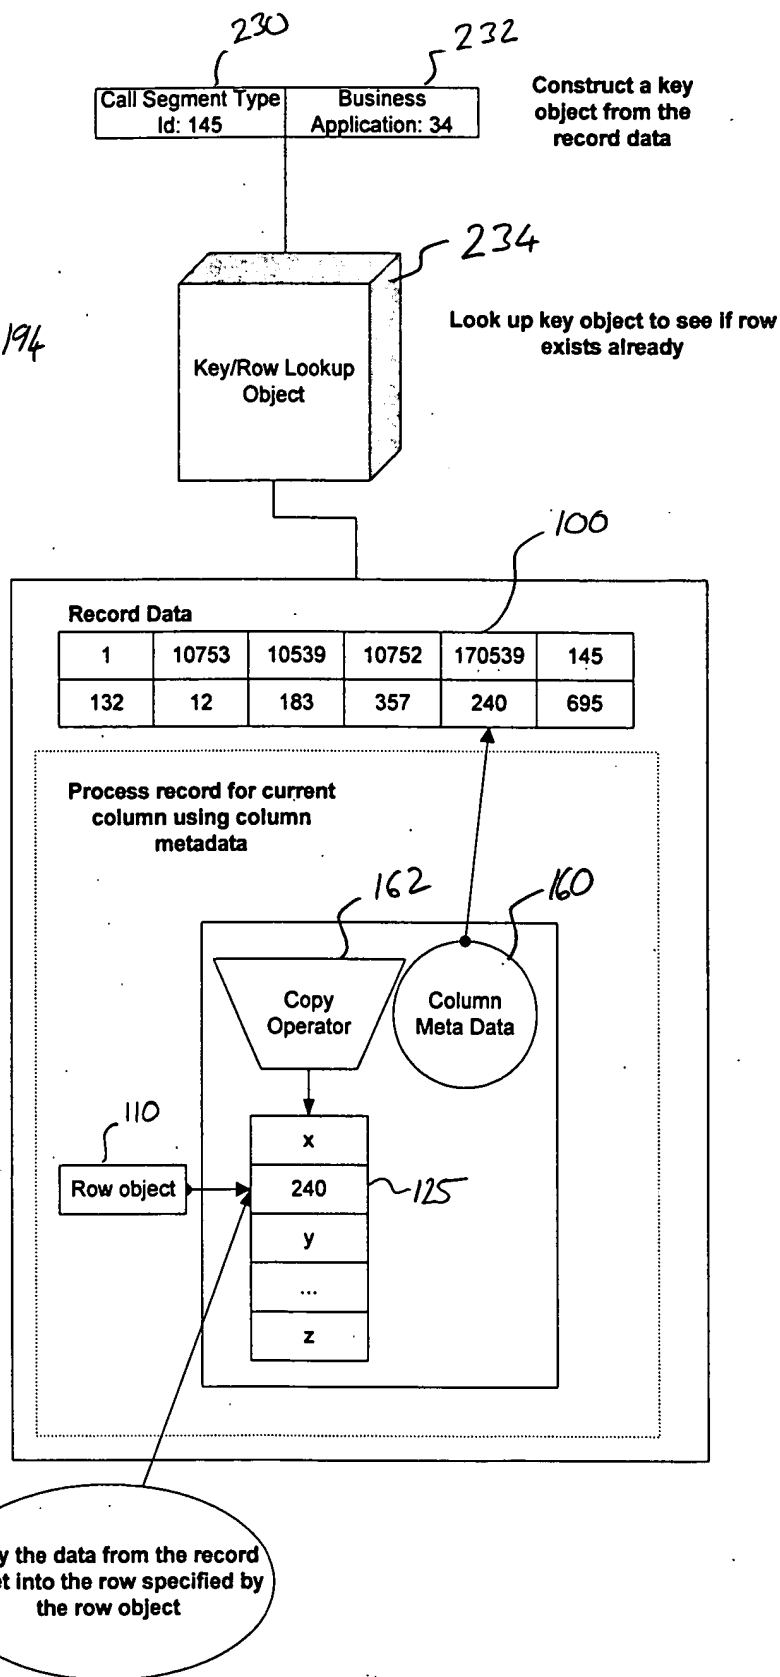 230
232
Call Segment Type
Id: 145
Business
Application: 34
Construct a key
object from the
record data
234
194
Look up key object to see if row
exists already
Key/Row Lookup
Object
100
Record Data
1 10753 10539 10752 170539 145
132 12 183 357 240 695
Process record for current
column using column
metadata
162
160
Copy
Operator
Column
Meta Data
110
x
Row object
240
125
y
...
z
the data from the record
into the row specified by
the row object